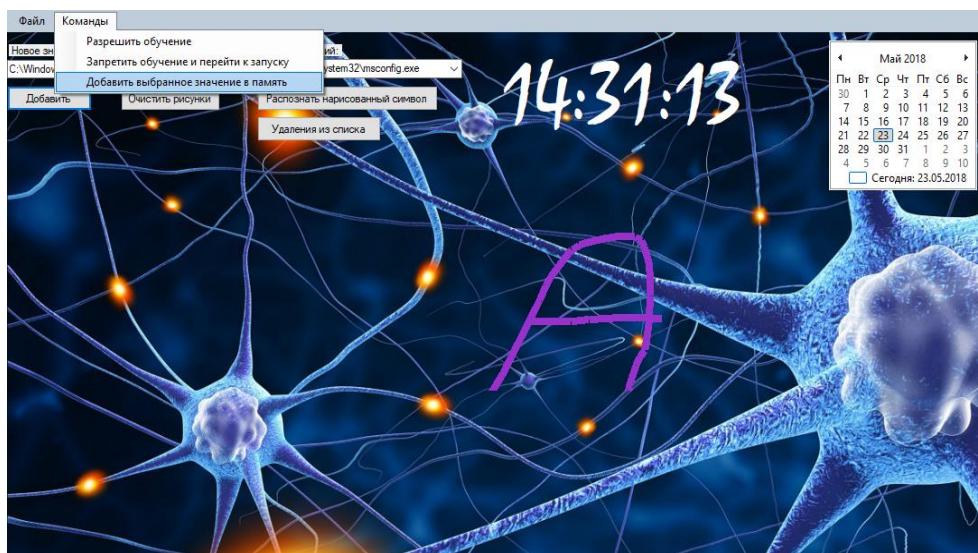 Файл Команды
Разрешить обучение
Запретить обучение и перейти к запуску
Добавить выбранное значение в память
Новое зн
ий:
C:\Window
ystem32\msconfig.exe
Добавить
Очистить рисунки
Распознать нарисованный символ
Удаления из списка
14:31:13
А
Май 2018
Пн Вт Ср Чт Пт Сб Вс
30 1 2 3 4 5 6
7 8 9 10 11 12 13
14 15 16 17 18 19 20
21 22 23 24 25 26 27
28 29 30 31 1 2 3
4 5 6 7 8 9 10
Сегодня: 23.05.2018